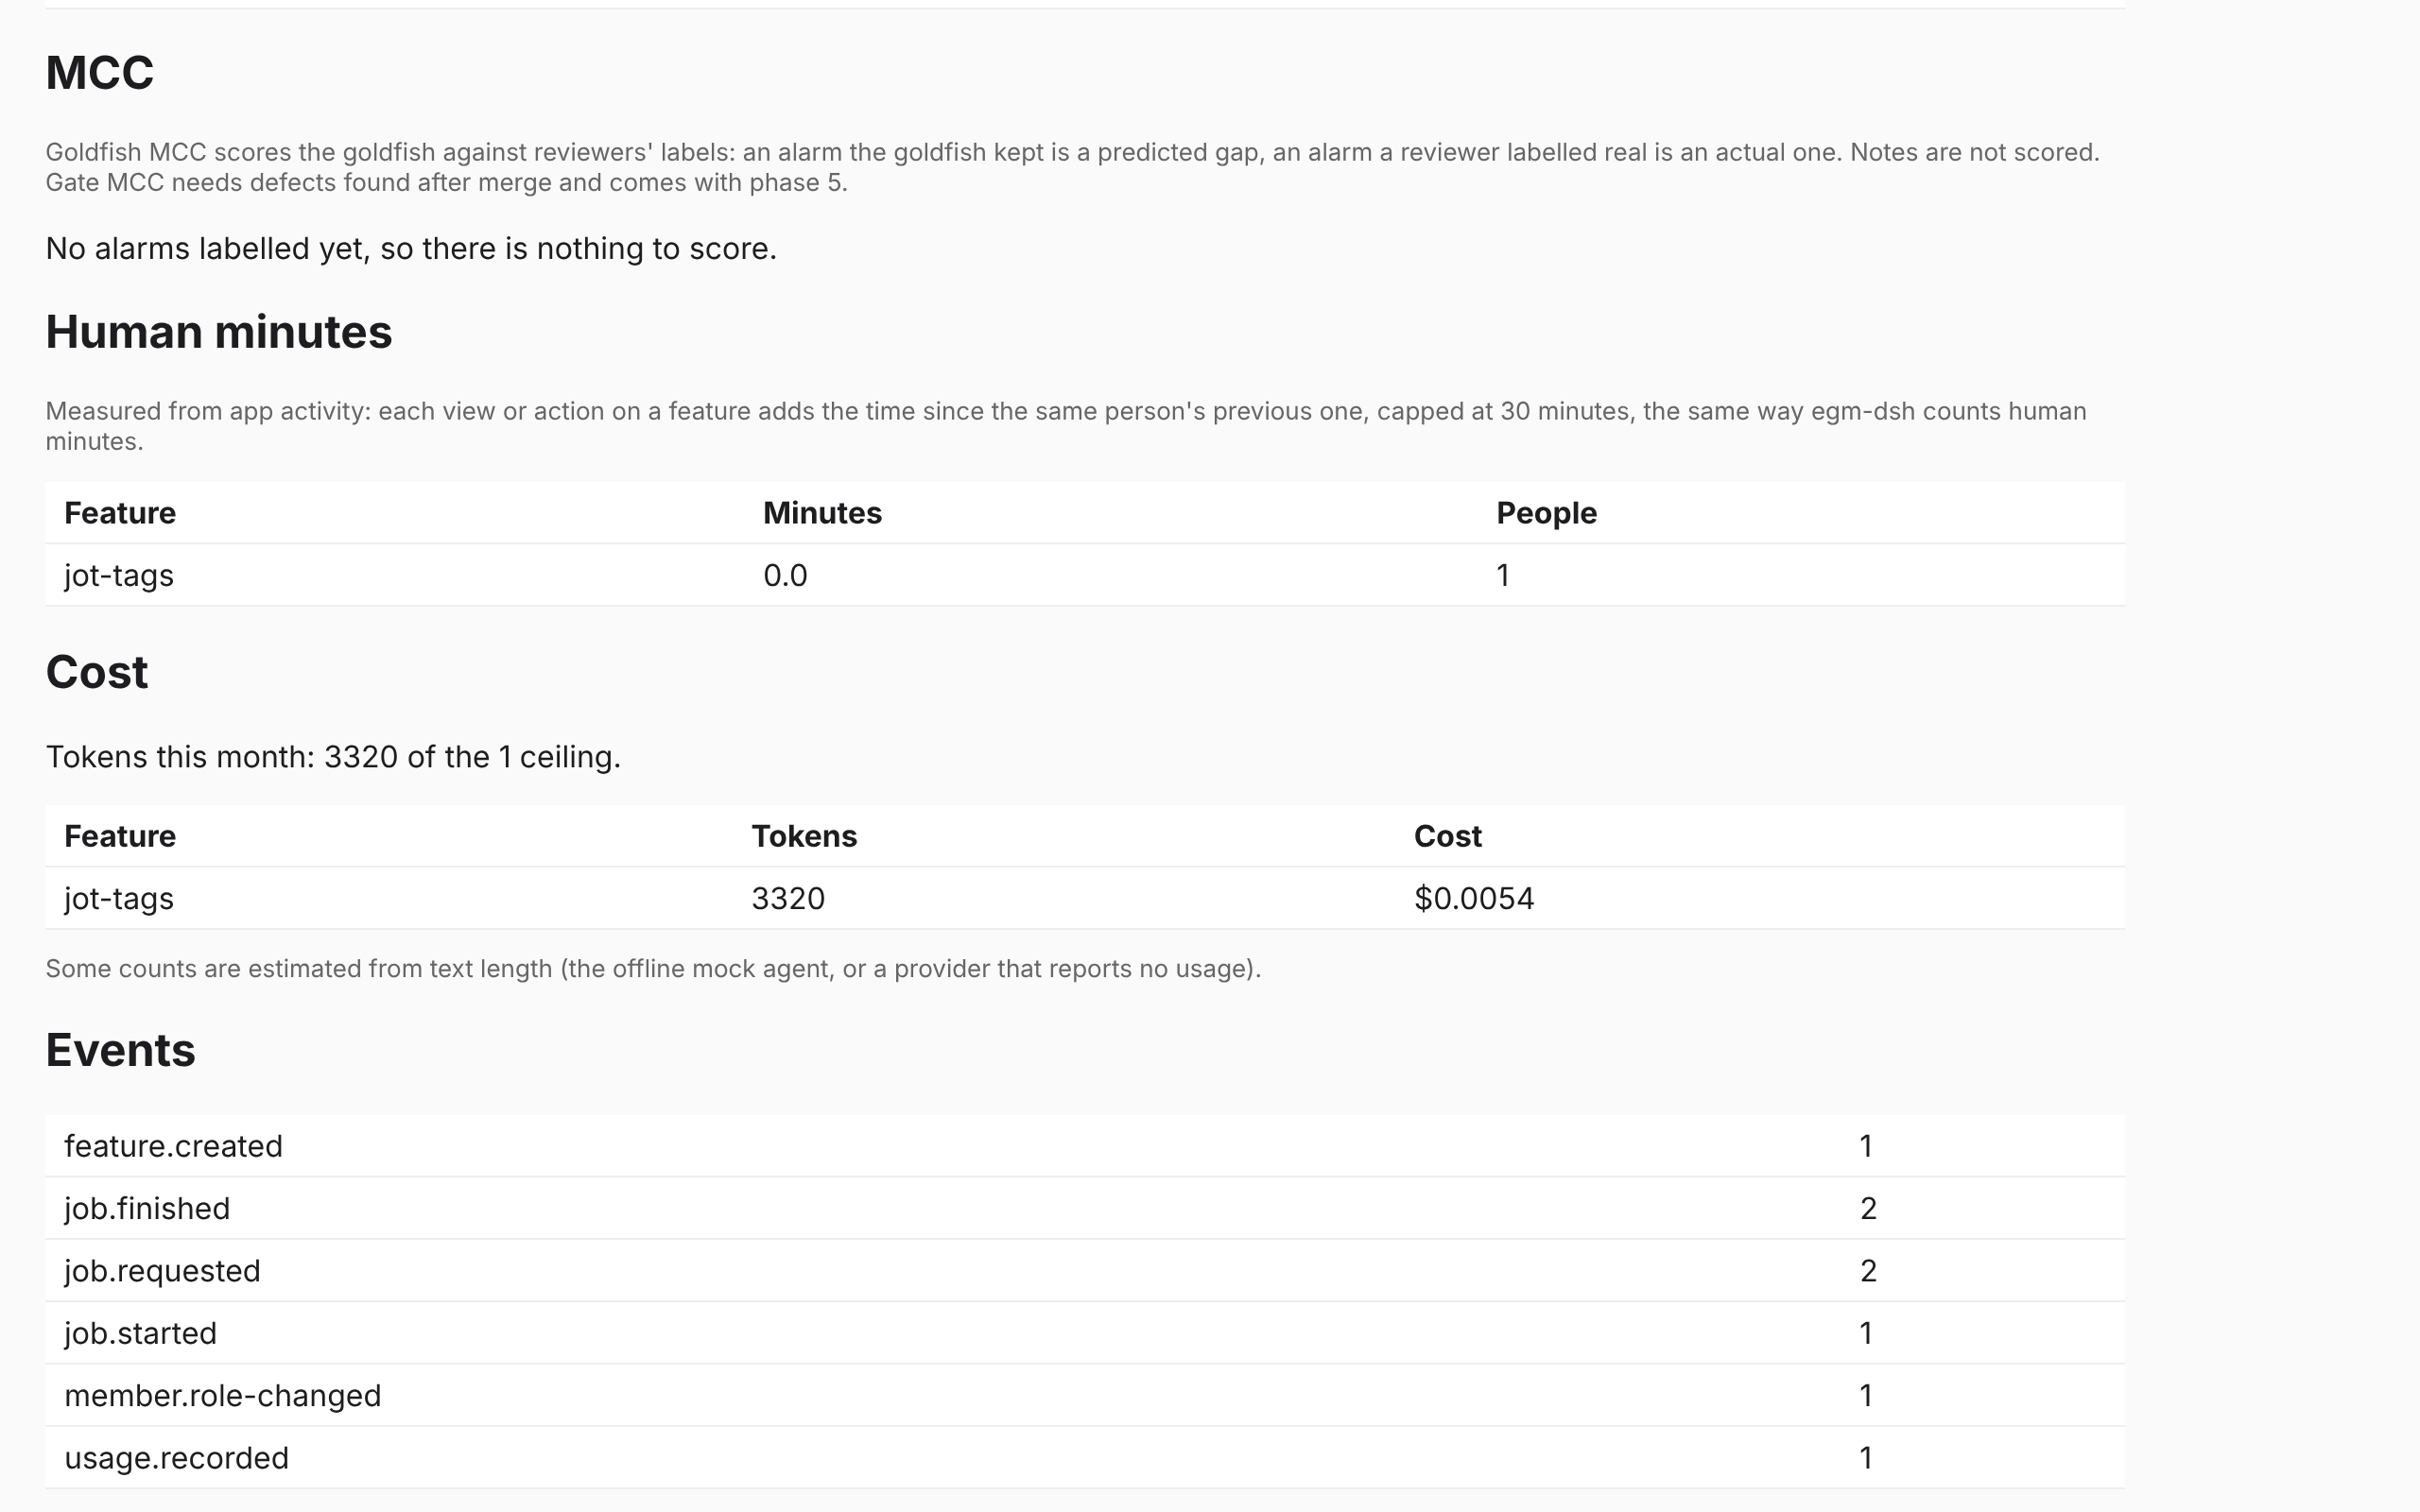 MCC
Goldfish MCC scores the goldfish against reviewers' labels: an alarm the goldfish kept is a predicted gap, an alarm a reviewer labelled real is an actual one. Notes are not scored.
Gate MCC needs defects found after merge and comes with phase 5.
No alarms labelled yet, so there is nothing to score.
Human minutes
Measured from app activity: each view or action on a feature adds the time since the same person's previous one, capped at 30 minutes, the same way egm-dsh counts human
minutes.
Feature Minutes People
jot-tags 0.0 1
Cost
Tokens this month: 3320 of the 1 ceiling.
Feature Tokens Cost
jot-tags 3320 $0.0054
Some counts are estimated from text length (the offline mock agent, or a provider that reports no usage).
Events
feature.created 1
job.finished 2
job.requested 2
job.started 1
member.role-changed 1
usage.recorded 1